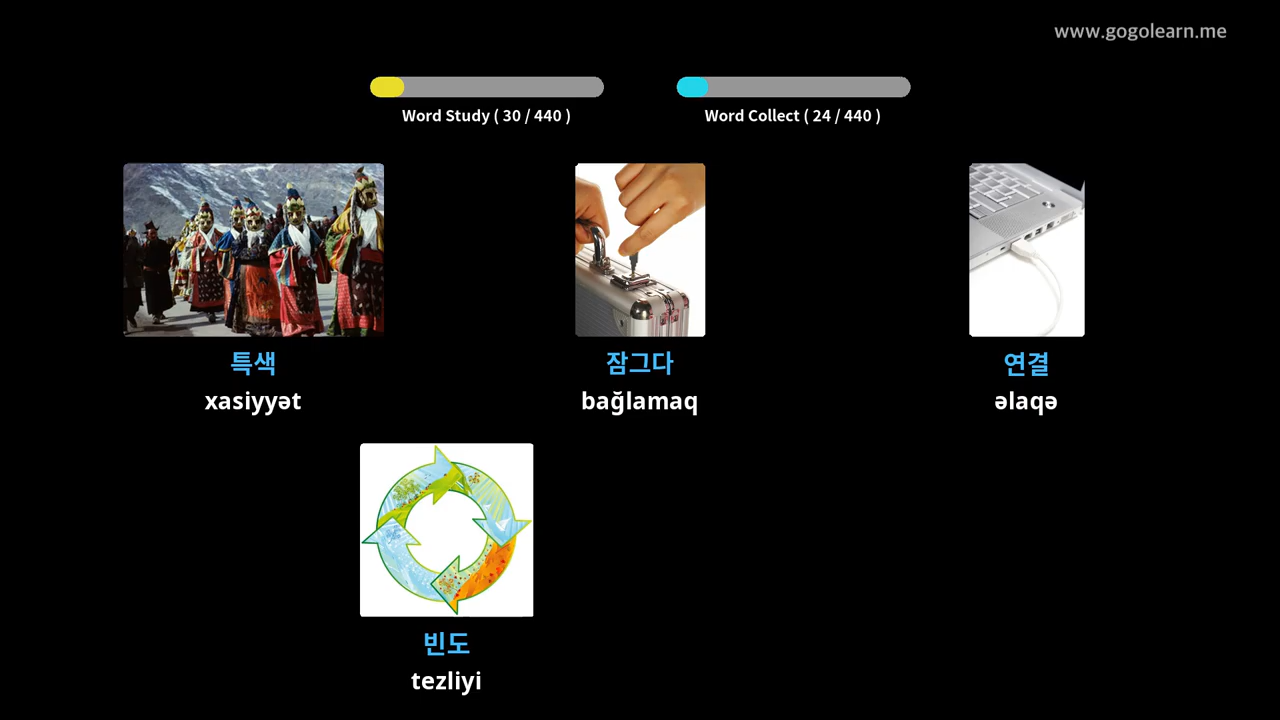 www.gogolearn.me
Word Study ( 30 / 440 )
Word Collect ( 24 / 440 )
특색
xasiyyət
잠그다
bağlamaq
연결
əlaqə
빈도
tezliyi